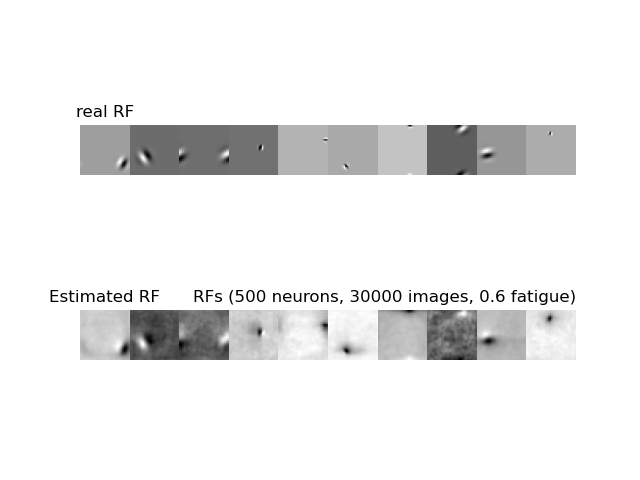 real RF
Estimated RF
RFs (500 neurons, 30000 images, 0.6 fatigue)